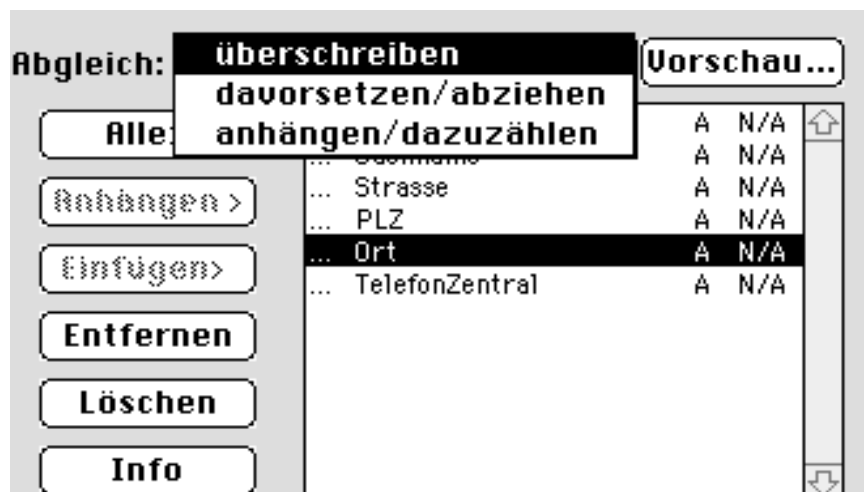 Abgleich:
überschreiben
davorsetzen/abziehen
anhängen/dazuzählen
Vorschau...
Alle
Anhängen >
Einfügen>
Entfernen
Löschen
Info
A N/A
... A N/A
... Strasse A N/A
... PLZ A N/A
... Ort A N/A
... TelefonZentral A N/A